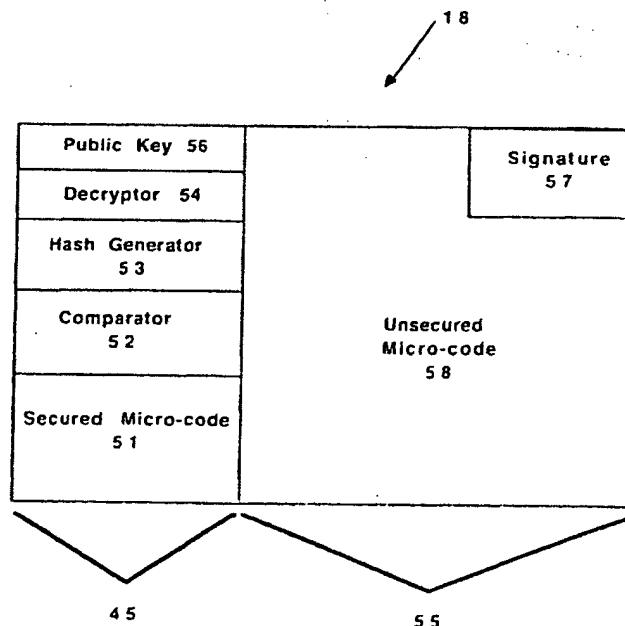 18
Public Key 56
Decryptor 54
Hash Generator
53
Comparator
52
Secured Micro-code
51
Signature
57
Unsecured
Micro-code
58
45
55